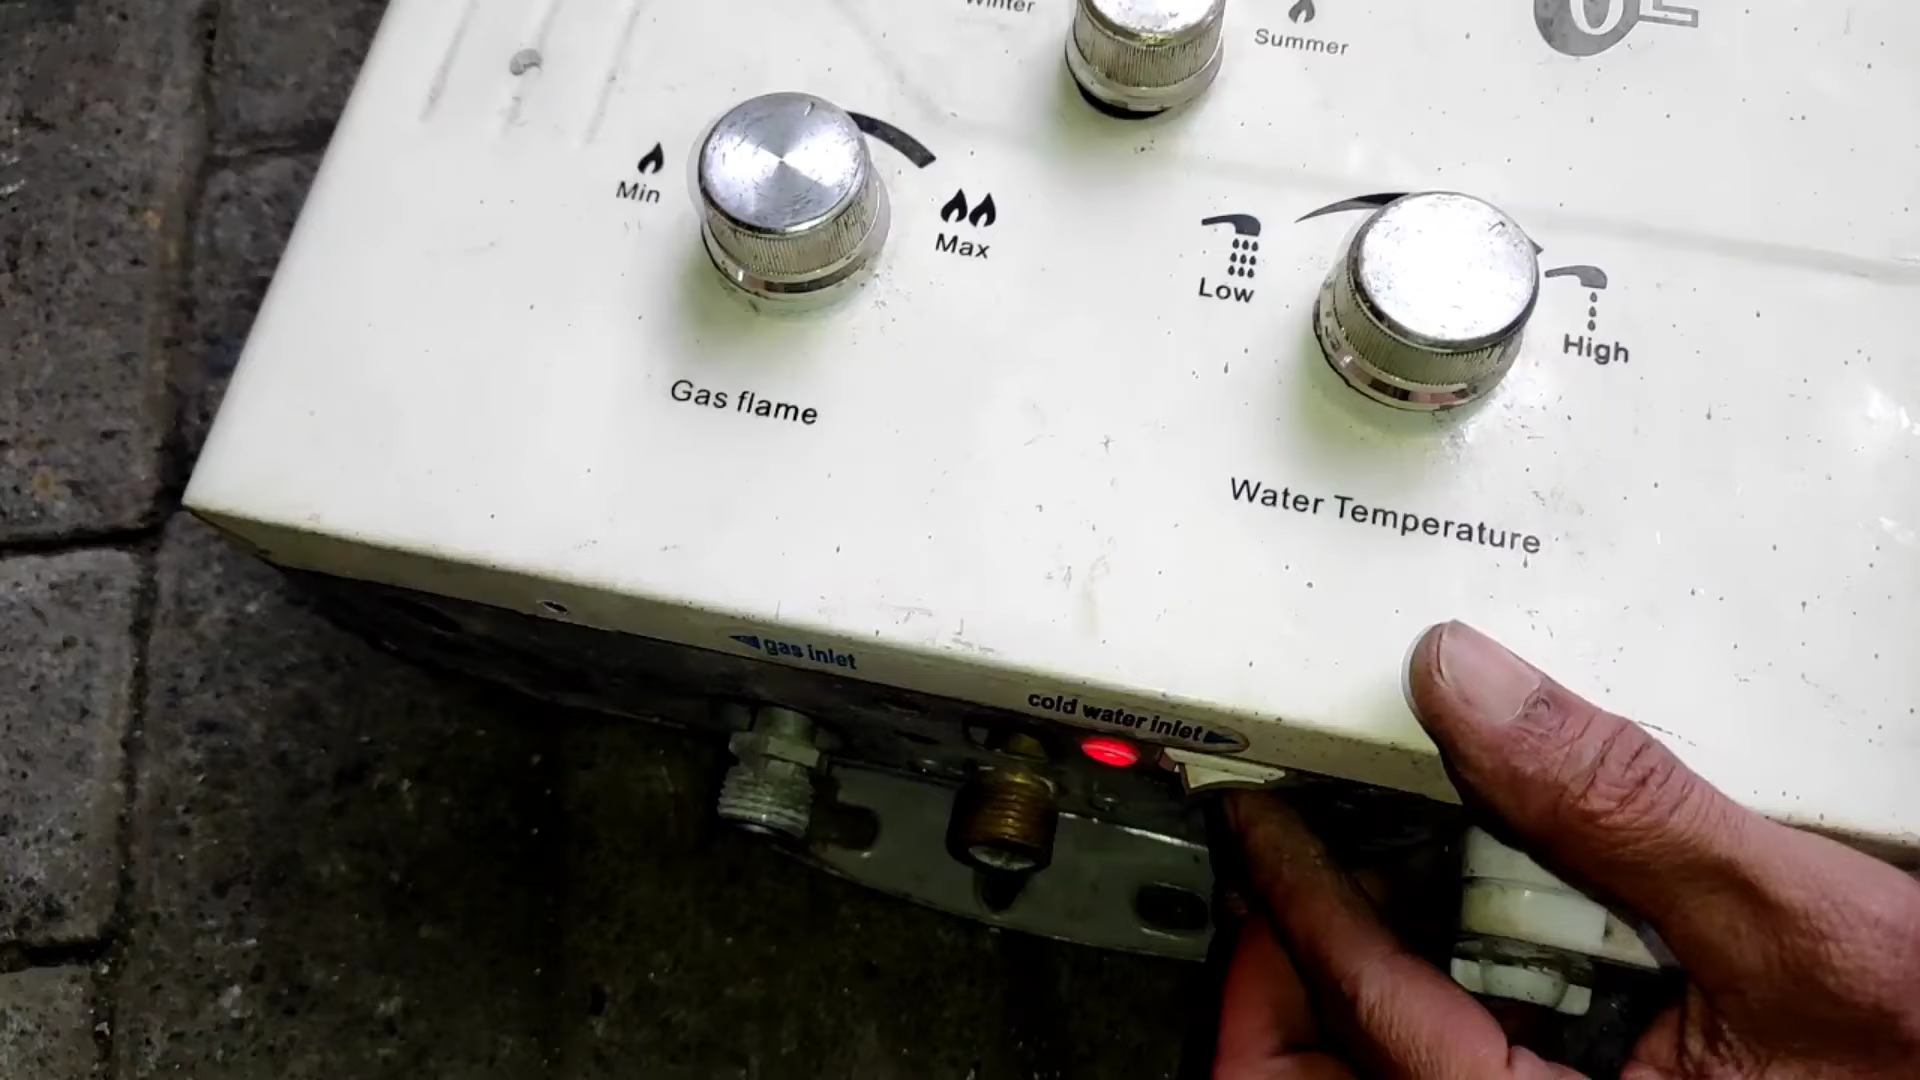 Winter
Summer
Min
Max
Low
High
Gas flame
Water Temperature
gas inlet
cold water inlet